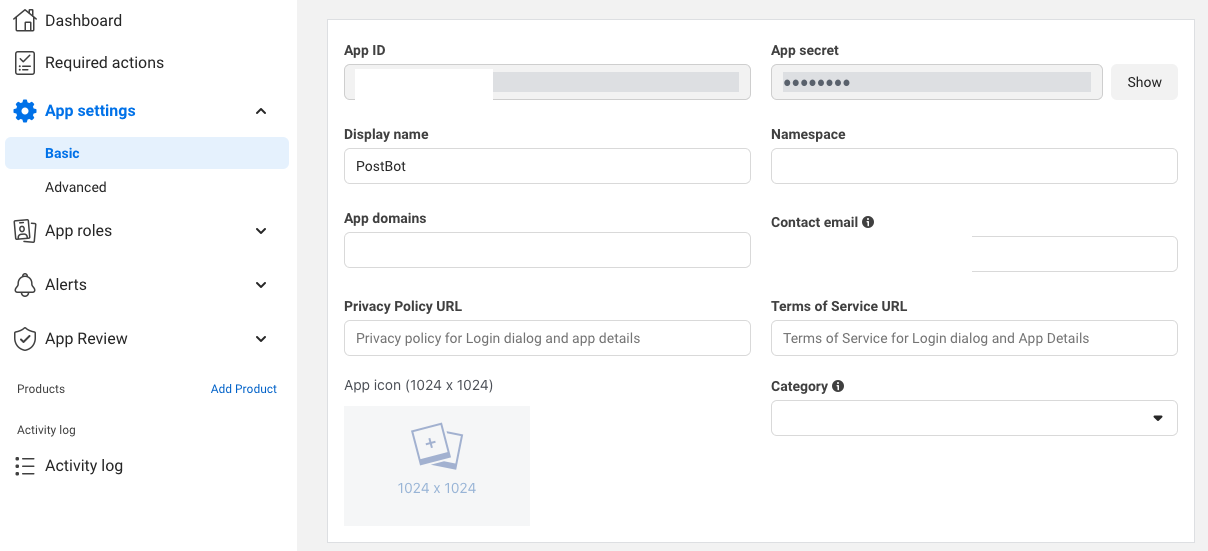 Dashboard
Required actions
App settings
Basic
Advanced
App roles
Alerts
App Review
Products
Add Product
Activity log
Activity log
App ID
App secret
••••••••
Show
Display name
PostBot
Namespace
App domains
Contact email
Privacy Policy URL
Privacy policy for Login dialog and app details
Terms of Service URL
Terms of Service for Login dialog and App Details
App icon (1024 x 1024)
1024 x 1024
Category